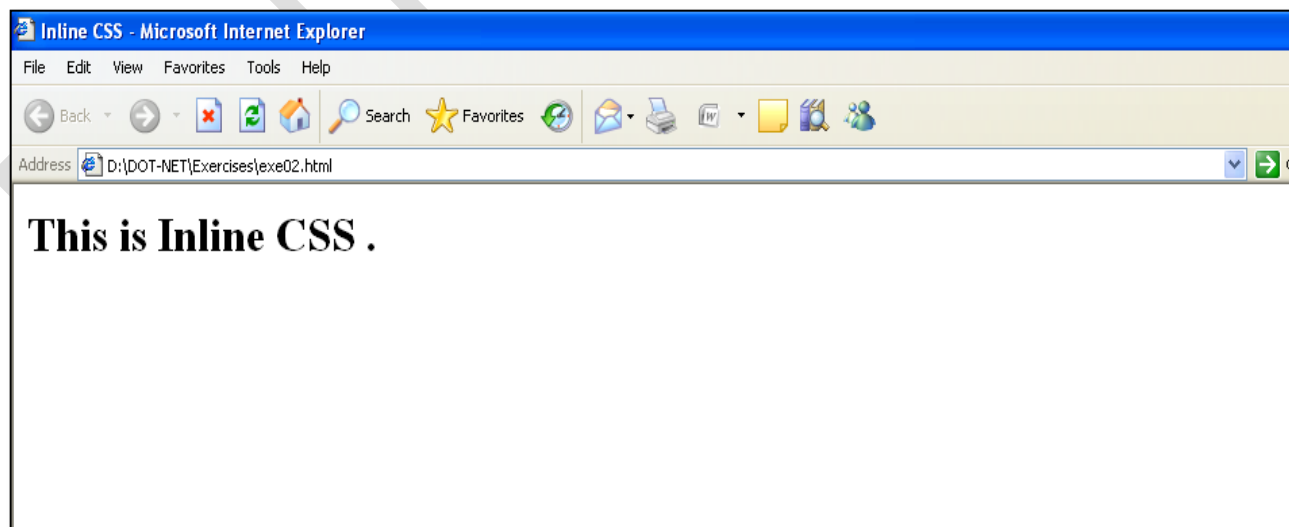 Inline CSS - Microsoft Internet Explorer
File Edit View Favorites Tools Help
Back Search Favorites
Address D:\DOT-NET\Exercises\exe02.html
This is Inline CSS .